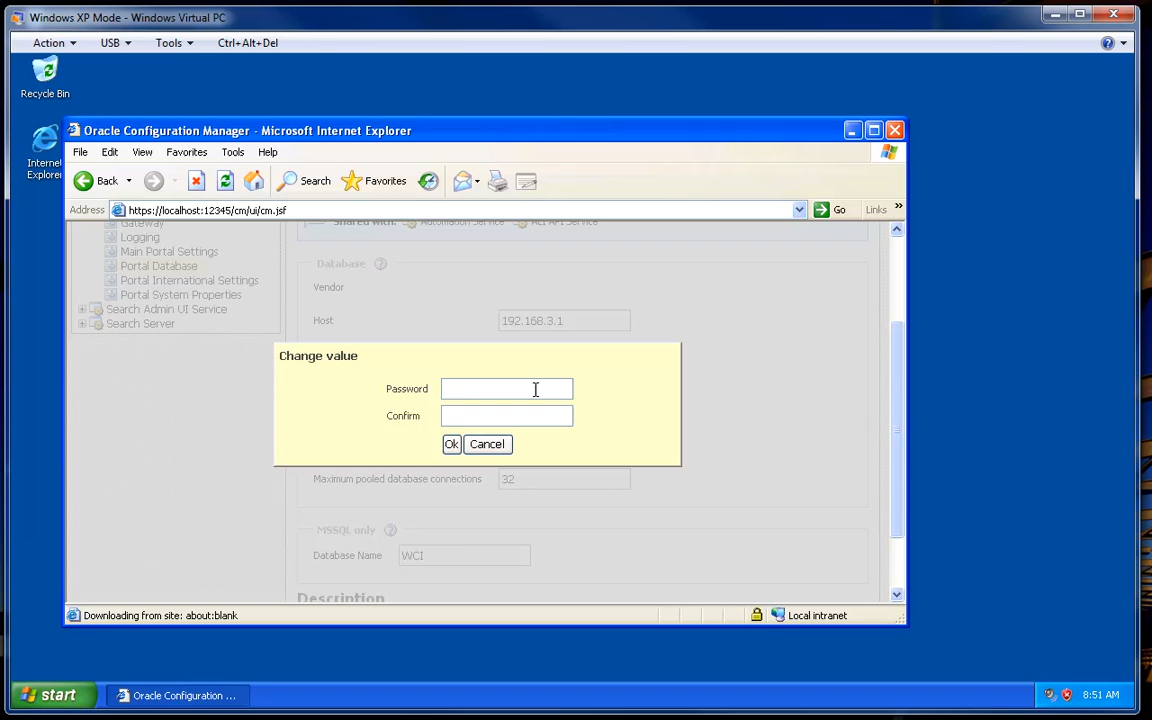 Windows XP Mode - Windows Virtual PC
Action USB Tools Ctrl+Alt+Del
Recycle Bin
Internet
Explorer
Oracle Configuration Manager - Microsoft Internet Explorer
File Edit View Favorites Tools Help
Back Search Favorites
Address https://localhost:12345/cm/ui/cm.jsf Go Links »
Gateway
Logging
Main Portal Settings
Portal Database
Portal International Settings
Portal System Properties
Search Admin UI Service
Search Server
Shared with: Automation Service ALI API Service
Database
Vendor
Host 192.168.3.1
Change value
Password
Confirm
Ok Cancel
Maximum pooled database connections 32
MSSQL only
Database Name WCI
Description
Downloading from site: about:blank Local intranet
start Oracle Configuration ... 8:51 AM